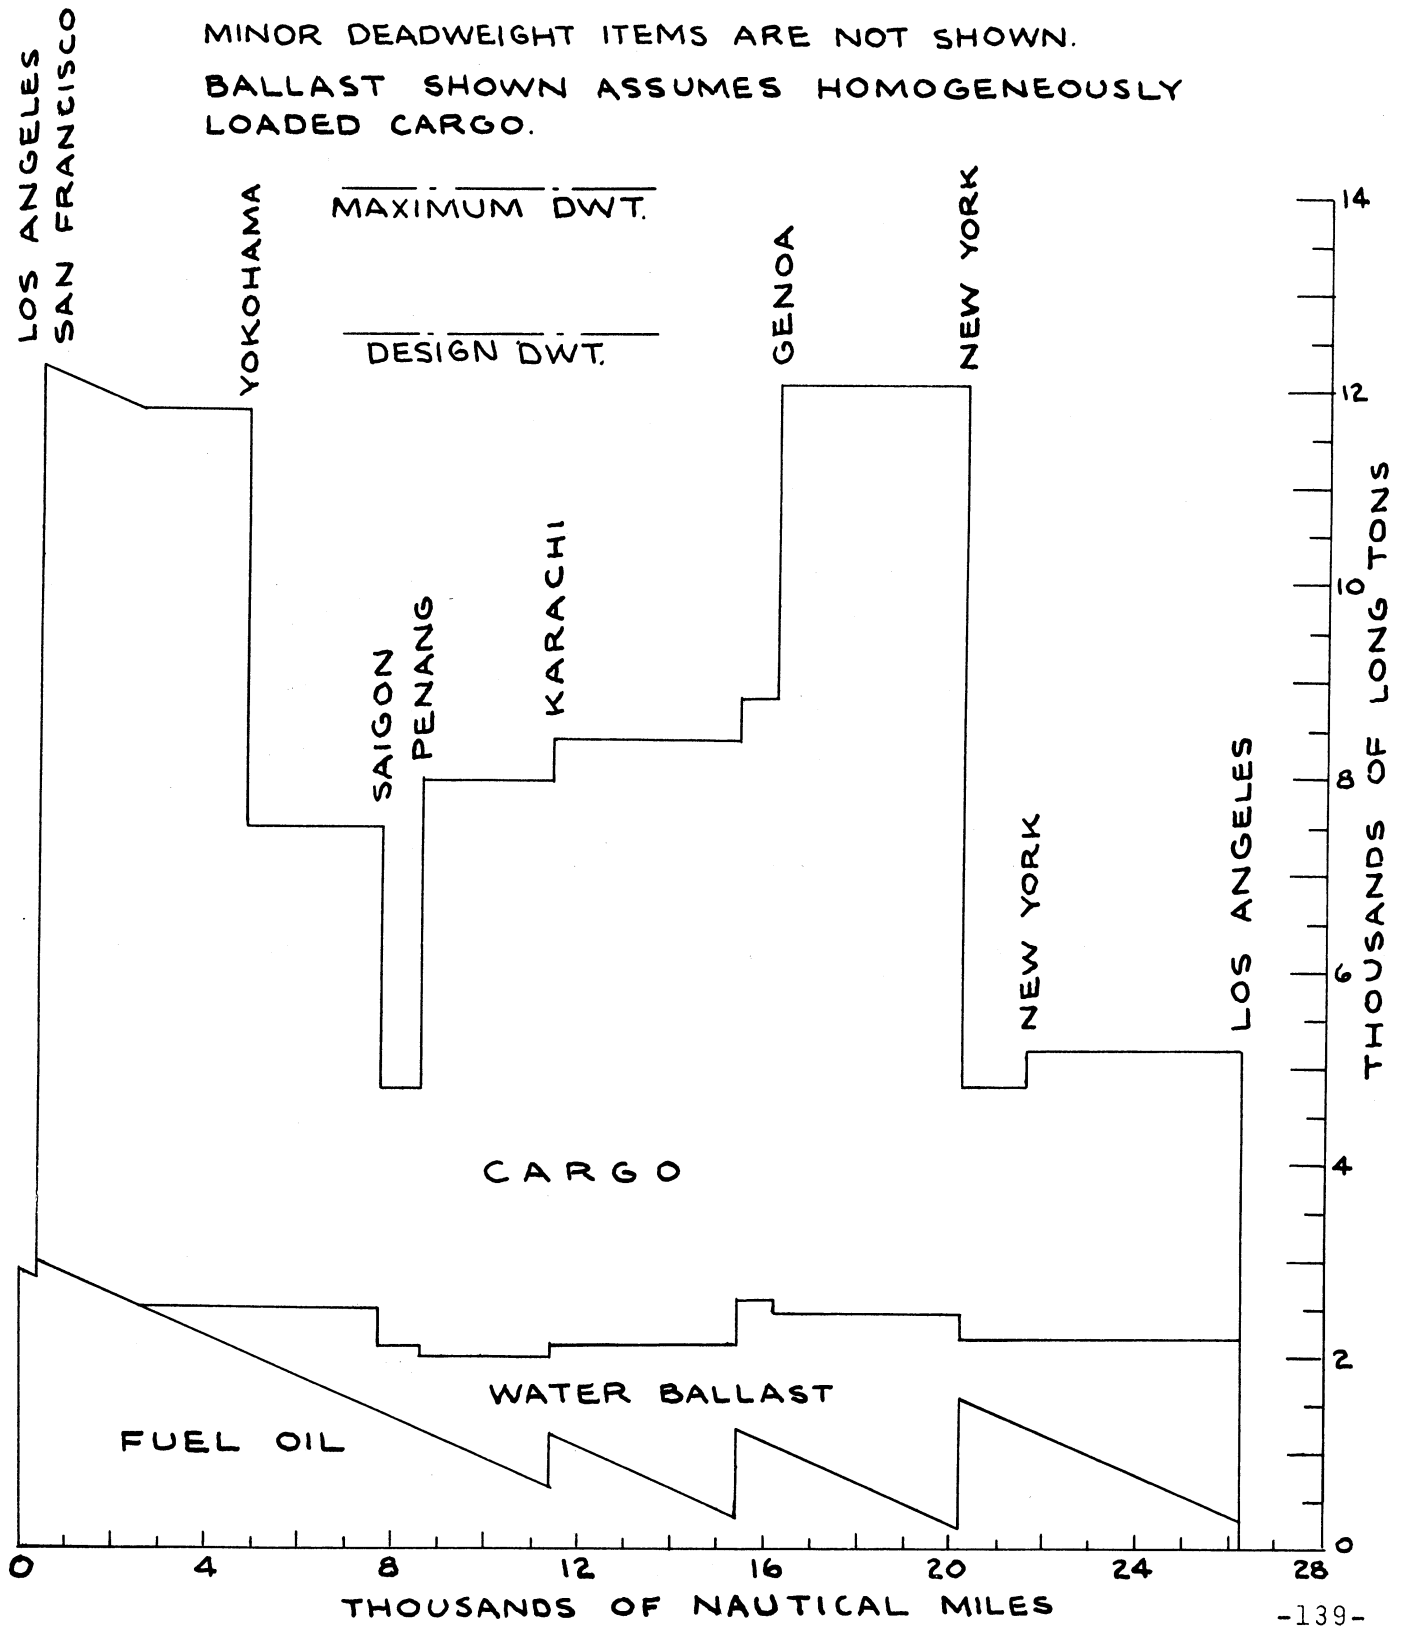 MINOR DEADWEIGHT ITEMS ARE NOT SHOWN.
BALLAST SHOWN ASSUMES HOMOGENEOUSLY
LOADED CARGO.
LOS ANGELES
SAN FRANCISCO
YOKOHAMA
MAXIMUM DWT.
DESIGN DWT.
GENOA
NEW YORK
SAIGON
PENANG
KARACHI
NEW YORK
LOS ANGELES
14
12
10
8
6
4
2
0
THOUSANDS OF LONG TONS
CARGO
WATER BALLAST
FUEL OIL
0 4 8 12 16 20 24 28
THOUSANDS OF NAUTICAL MILES
-139-